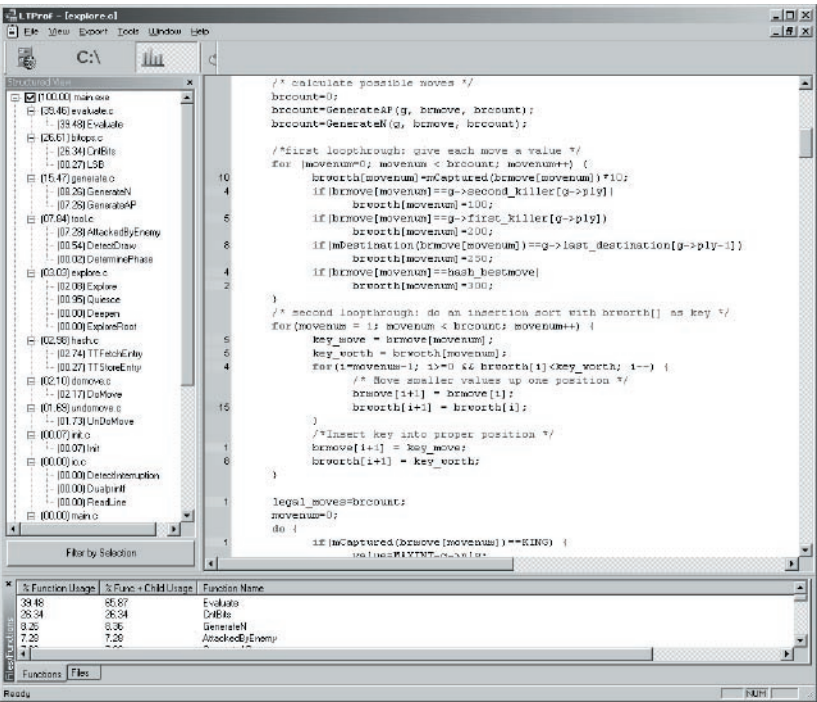 LTProf - [explore.c]
File View Export Tools Window Help
C:\
Structured View
(100.00) main.exe
(39.46) evaluate.c
(39.48) Evaluate
(26.61) bitops.c
(26.34) CntBits
(00.27) LSB
(15.47) generate.c
(08.26) GenerateN
(07.26) GenerateAP
(07.84) tool.c
(07.28) AttackedByEnemy
(00.54) DetectDraw
(00.02) DeterminePhase
(03.03) explore.c
(02.08) Explore
(00.95) Quiesce
(00.00) Deepen
(00.00) ExploreRoot
(02.98) hash.c
(02.74) TTFetchEntry
(00.27) TTStoreEntry
(02.10) domove.c
(02.17) DoMove
(01.69) undomove.c
(01.73) UnDoMove
(00.07) init.c
(00.07) Init
(00.00) io.c
(00.00) DetectInterruption
(00.00) Dualprintf
(00.00) ReadLine
(00.00) main.c
Filter by Selection
/* calculate possible moves */
brcount=0;
brcount=GenerateAP(g, brmove, brcount);
brcount=GenerateN(g, brmove, brcount);
/*first loopthrough: give each move a value */
for (movenum=0; movenum < brcount; movenum++) {
10 brworth[movenum]=mCaptured(brmove[movenum])*10;
4 if(brmove[movenum]==g->second_killer[g->ply])
brworth[movenum]=100;
5 if(brmove[movenum]==g->first_killer[g->ply])
brworth[movenum]=200;
8 if(mDestination(brmove[movenum])==g->last_destination[g->ply-1])
brworth[movenum]=250;
4 if(brmove[movenum]==hash_bestmove)
2 brworth[movenum]=300;
}
/* second loopthrough: do an insertion sort with brworth[] as key */
for(movenum = 1; movenum < brcount; movenum++) {
5 key_move = brmove[movenum];
5 key_worth = brworth[movenum];
4 for(i=movenum-1; i>=0 && brworth[i]<key_worth; i--) {
/* Move smaller values up one position */
brmove[i+1] = brmove[i];
15 brworth[i+1] = brworth[i];
}
/*Insert key into proper position */
1 brmove[i+1] = key_move;
8 brworth[i+1] = key_worth;
}
1 legal_moves=brcount;
movenum=0;
do {
1 if(mCaptured(brmove[movenum])==KING) {
value=MAXINT-g->ply;
Files/Functions
% Function Usage % Func + Child Usage Function Name
39.48 65.87 Evaluate
26.34 26.34 CntBits
8.26 8.36 GenerateN
7.28 7.28 AttackedByEnemy
Functions Files
Ready NUM